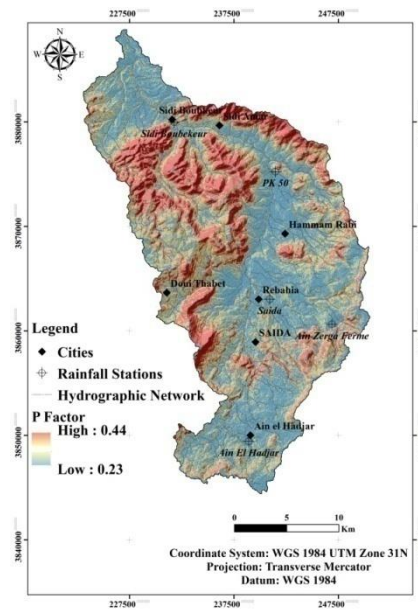 227500 237500 247500
N
W E
S
3880000
Sidi Boubkeur
Sidi Amar
Sidi Boubekeur
PK 50
3870000
Hammam Rabi
Doui Thabet
Rebahia
Saida
Legend
Ain Zerga Ferme
3860000
SAIDA
Cities
Rainfall Stations
Hydrographic Network
P Factor
High : 0.44
Low : 0.23
3850000
Ain el Hadjar
Ain El Hadjar
0 5 10
Km
3840000
Coordinate System: WGS 1984 UTM Zone 31N
Projection: Transverse Mercator
Datum: WGS 1984
227500 237500 247500